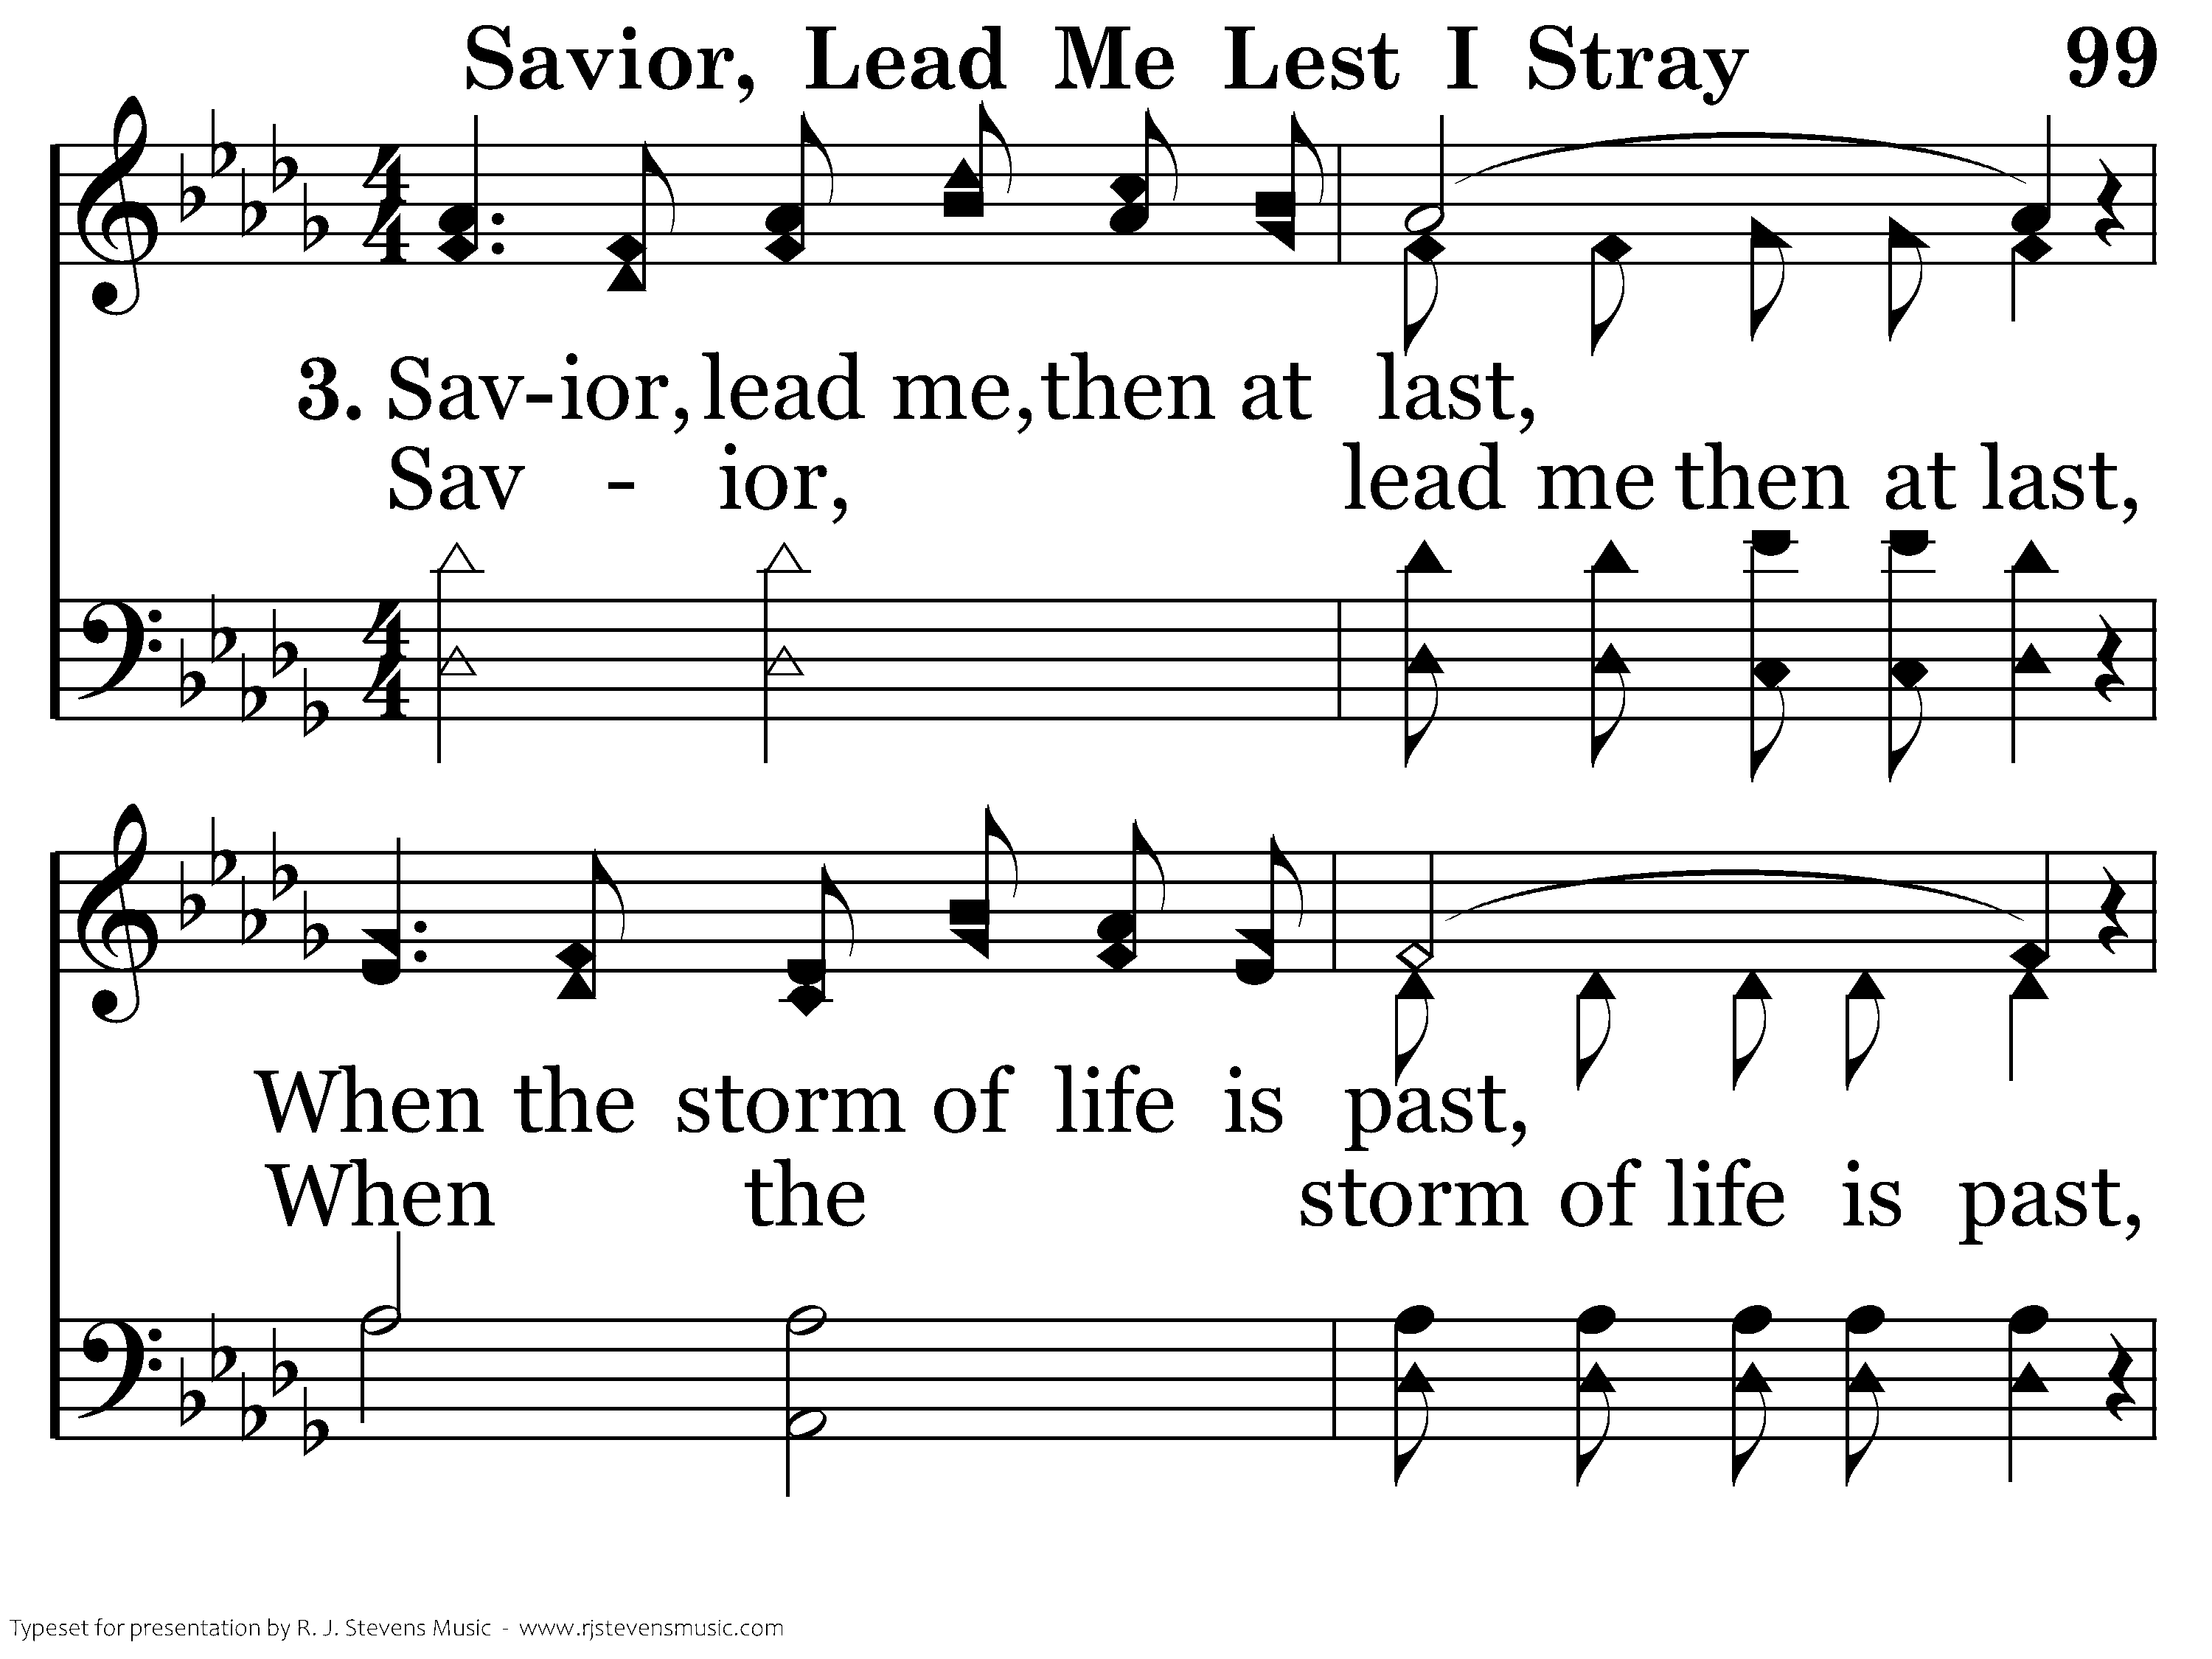 Savior, Lead Me Lest I Stray 99
3. Sav-ior, lead me, then at last,
Sav - ior, lead me then at last,
When the storm of life is past,
When the storm of life is past,
Typeset for presentation by R. J. Stevens Music - www.rjstevensmusic.com